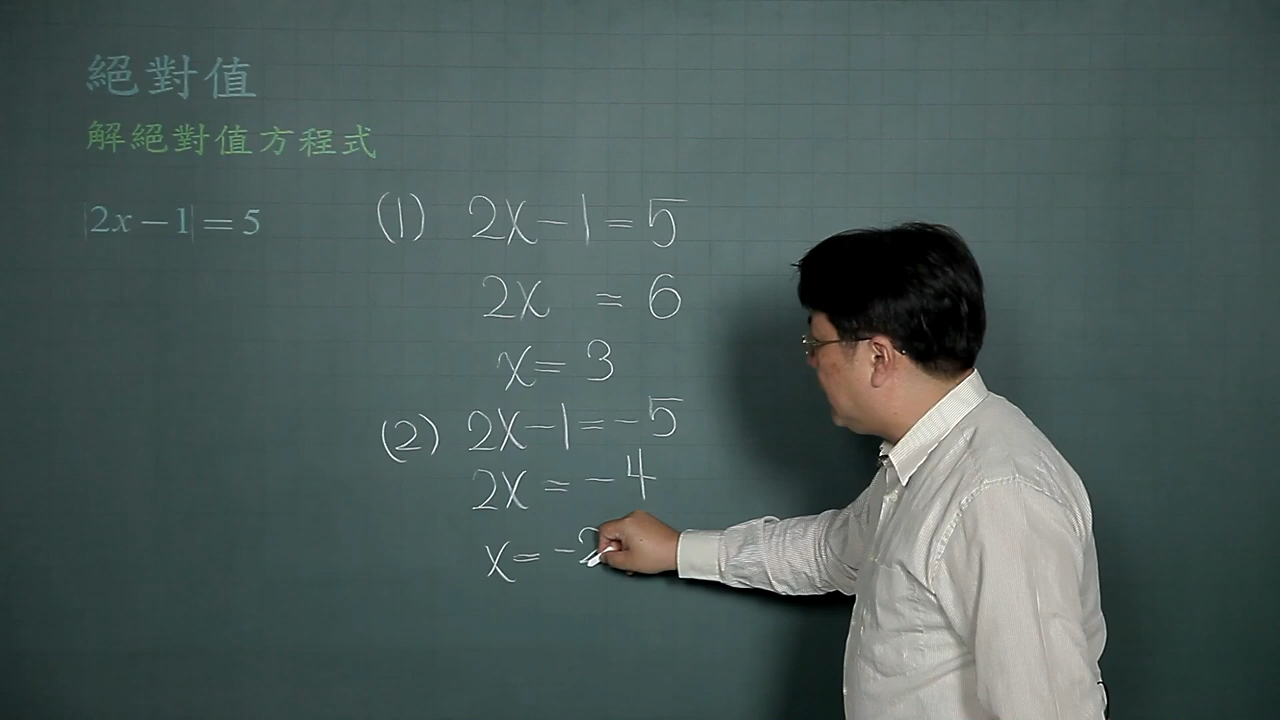 絕對值
解絕對值方程式
|2x－1|＝5
(1) 2x－1＝5
2x ＝6
x＝3
(2) 2x－1＝－5
2x＝－4
x＝－2